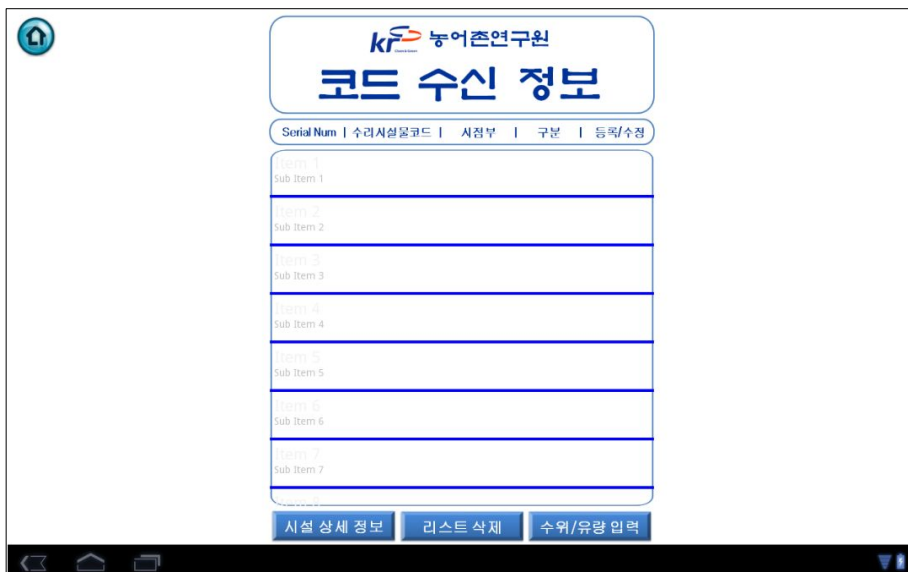 kr 농어촌연구원
코드 수신 정보
Serial Num | 수리시설물코드 | 시점부 | 구분 | 등록/수정
Item 1
Sub Item 1
Item 2
Sub Item 2
Item 3
Sub Item 3
Item 4
Sub Item 4
Item 5
Sub Item 5
Item 6
Sub Item 6
Item 7
Sub Item 7
Item 8
시설 상세 정보 리스트 삭제 수위/유량 입력